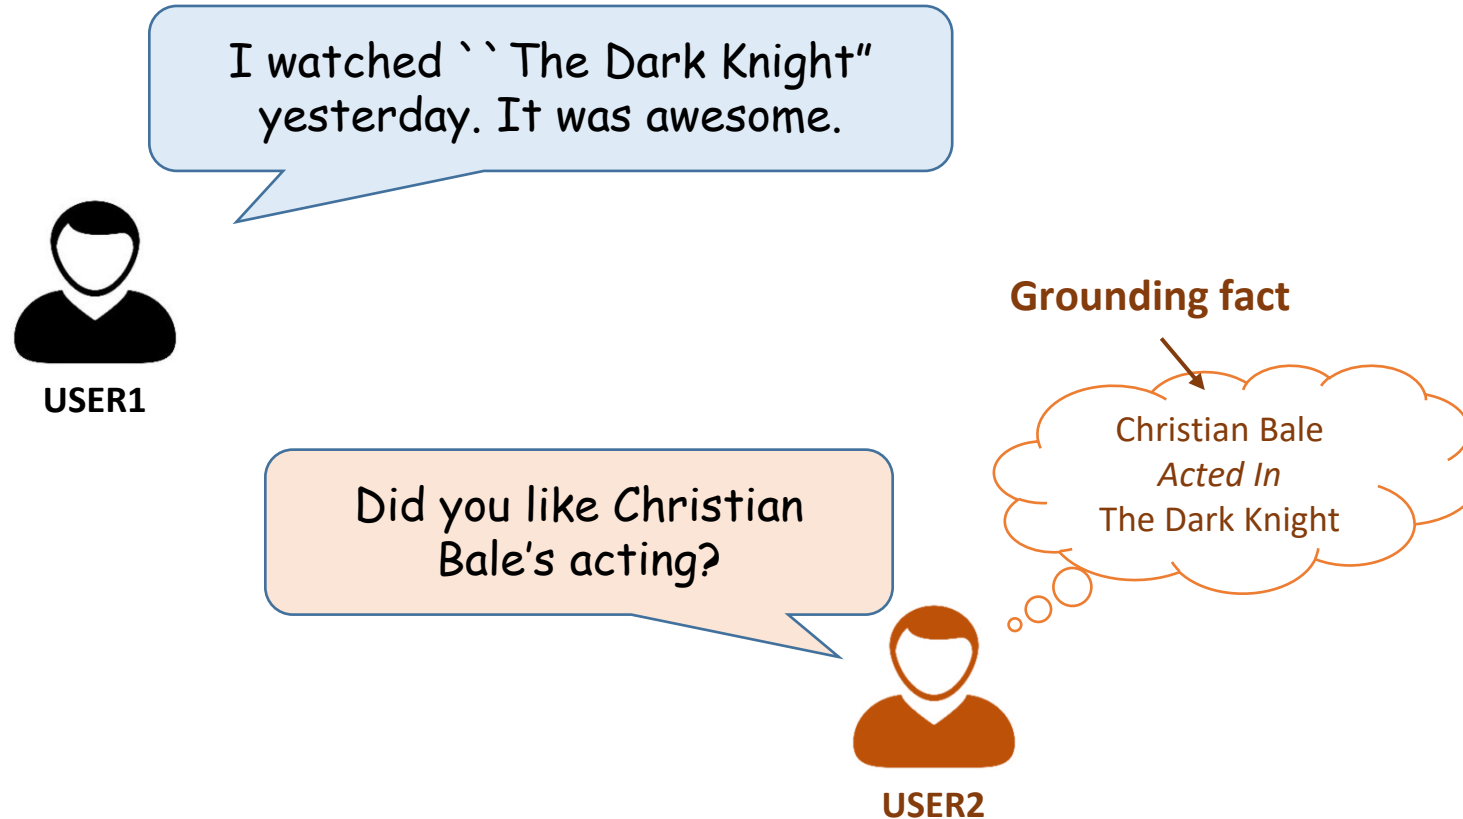 I watched ``The Dark Knight”
yesterday. It was awesome.
USER1
Grounding fact
Christian Bale
Acted In
The Dark Knight
Did you like Christian
Bale’s acting?
USER2